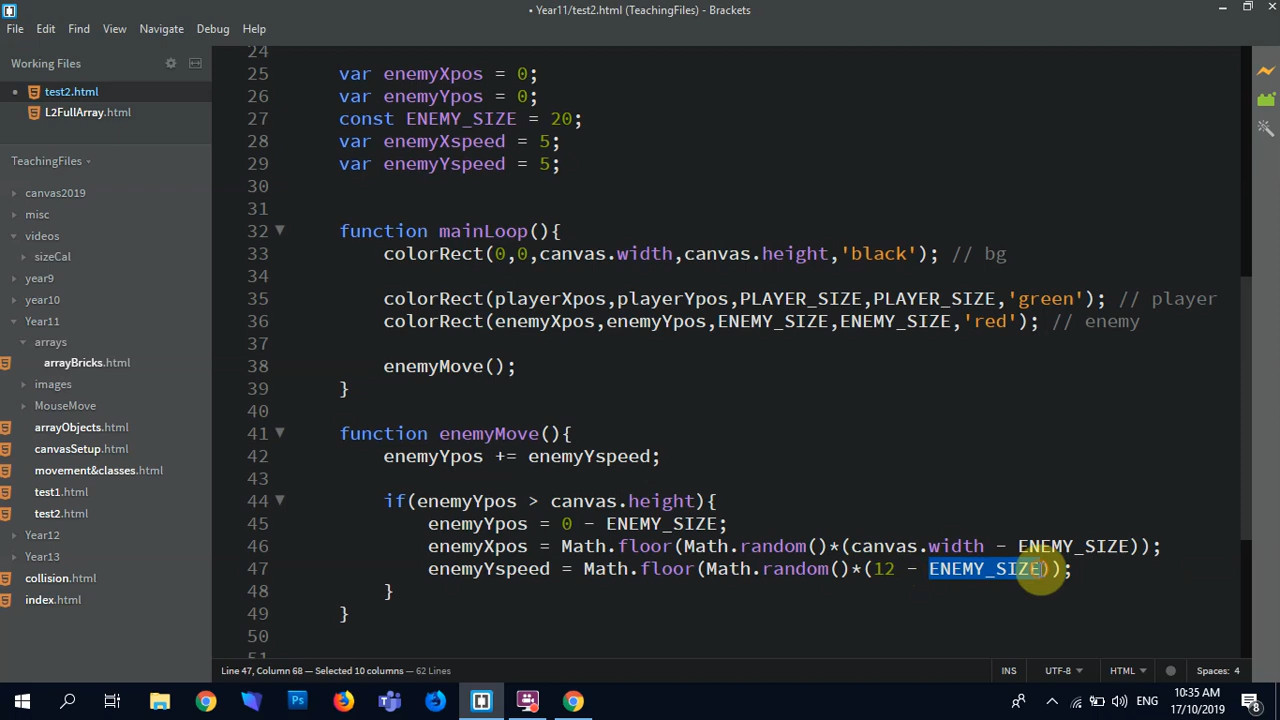 • Year11/test2.html (TeachingFiles) - Brackets
File Edit Find View Navigate Debug Help
Working Files
test2.html
L2FullArray.html
TeachingFiles
canvas2019
misc
videos
sizeCal
year9
year10
Year11
arrays
arrayBricks.html
images
MouseMove
arrayObjects.html
canvasSetup.html
movement&classes.html
test1.html
test2.html
Year12
Year13
collision.html
index.html
24
25 var enemyXpos = 0;
26 var enemyYpos = 0;
27 const ENEMY_SIZE = 20;
28 var enemyXspeed = 5;
29 var enemyYspeed = 5;
30
31
32 function mainLoop(){
33 colorRect(0,0,canvas.width,canvas.height,'black'); // bg
34
35 colorRect(playerXpos,playerYpos,PLAYER_SIZE,PLAYER_SIZE,'green'); // player
36 colorRect(enemyXpos,enemyYpos,ENEMY_SIZE,ENEMY_SIZE,'red'); // enemy
37
38 enemyMove();
39 }
40
41 function enemyMove(){
42 enemyYpos += enemyYspeed;
43
44 if(enemyYpos > canvas.height){
45 enemyYpos = 0 - ENEMY_SIZE;
46 enemyXpos = Math.floor(Math.random()*(canvas.width - ENEMY_SIZE));
47 enemyYspeed = Math.floor(Math.random()*(12 - ENEMY_SIZE));
48 }
49 }
50
51
Line 47, Column 68 — Selected 10 columns — 62 Lines
INS UTF-8 HTML Spaces: 4
ENG 10:35 AM
17/10/2019
8